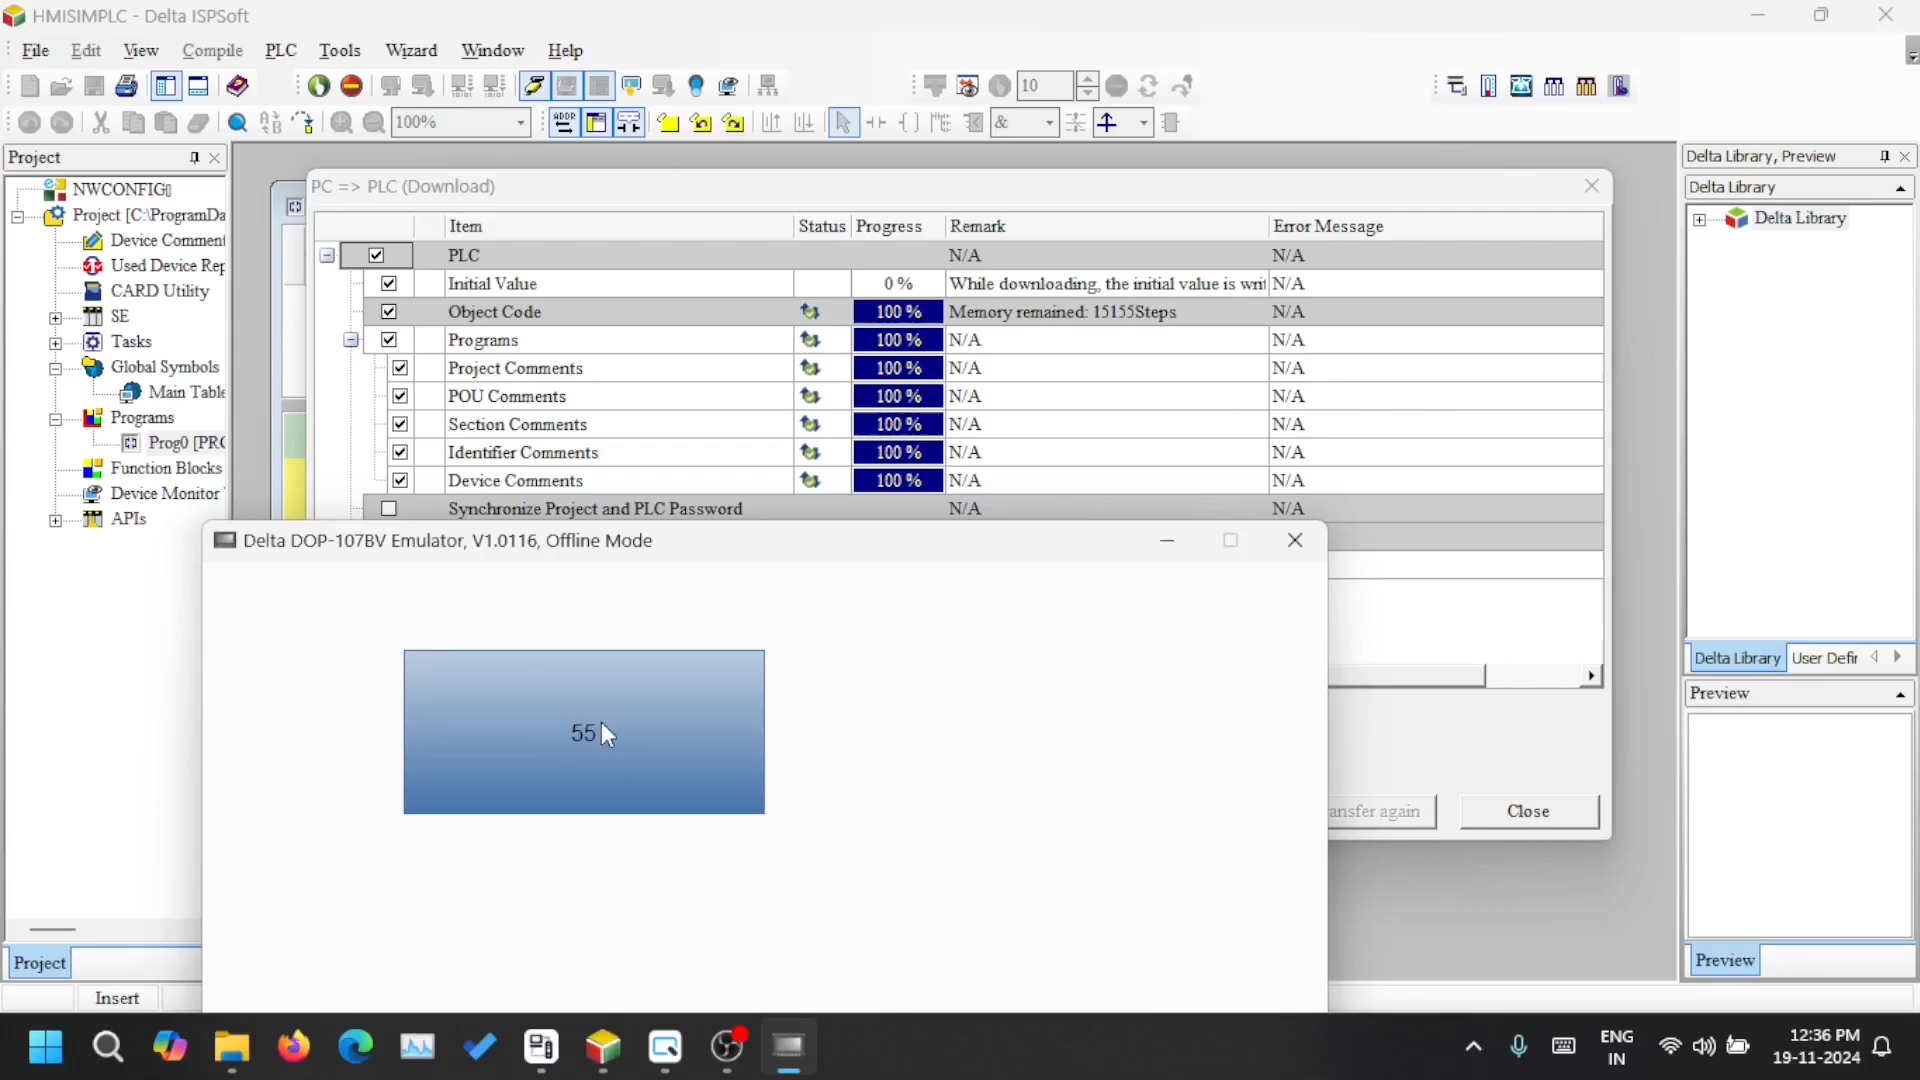 HMISIMPLC - Delta ISPSoft
File Edit View Compile PLC Tools Wizard Window Help
10
100%
ADDR
&
Project
NWCONFIG
Project [C:\ProgramDa
Device Comment
Used Device Rep
CARD Utility
SE
Tasks
Global Symbols
Main Table
Programs
Prog0 [PRG
Function Blocks
Device Monitor
APIs
PC => PLC (Download)
Item Status Progress Remark Error Message
PLC N/A N/A
Initial Value 0 % While downloading, the initial value is writ N/A
Object Code 100 % Memory remained: 15155Steps N/A
Programs 100 % N/A N/A
Project Comments 100 % N/A N/A
POU Comments 100 % N/A N/A
Section Comments 100 % N/A N/A
Identifier Comments 100 % N/A N/A
Device Comments 100 % N/A N/A
Synchronize Project and PLC Password N/A N/A
Delta DOP-107BV Emulator, V1.0116, Offline Mode
55
ansfer again Close
Delta Library, Preview
Delta Library
Delta Library
Delta Library User Defir
Preview
Preview
Project
Insert
ENG
IN
12:36 PM
19-11-2024